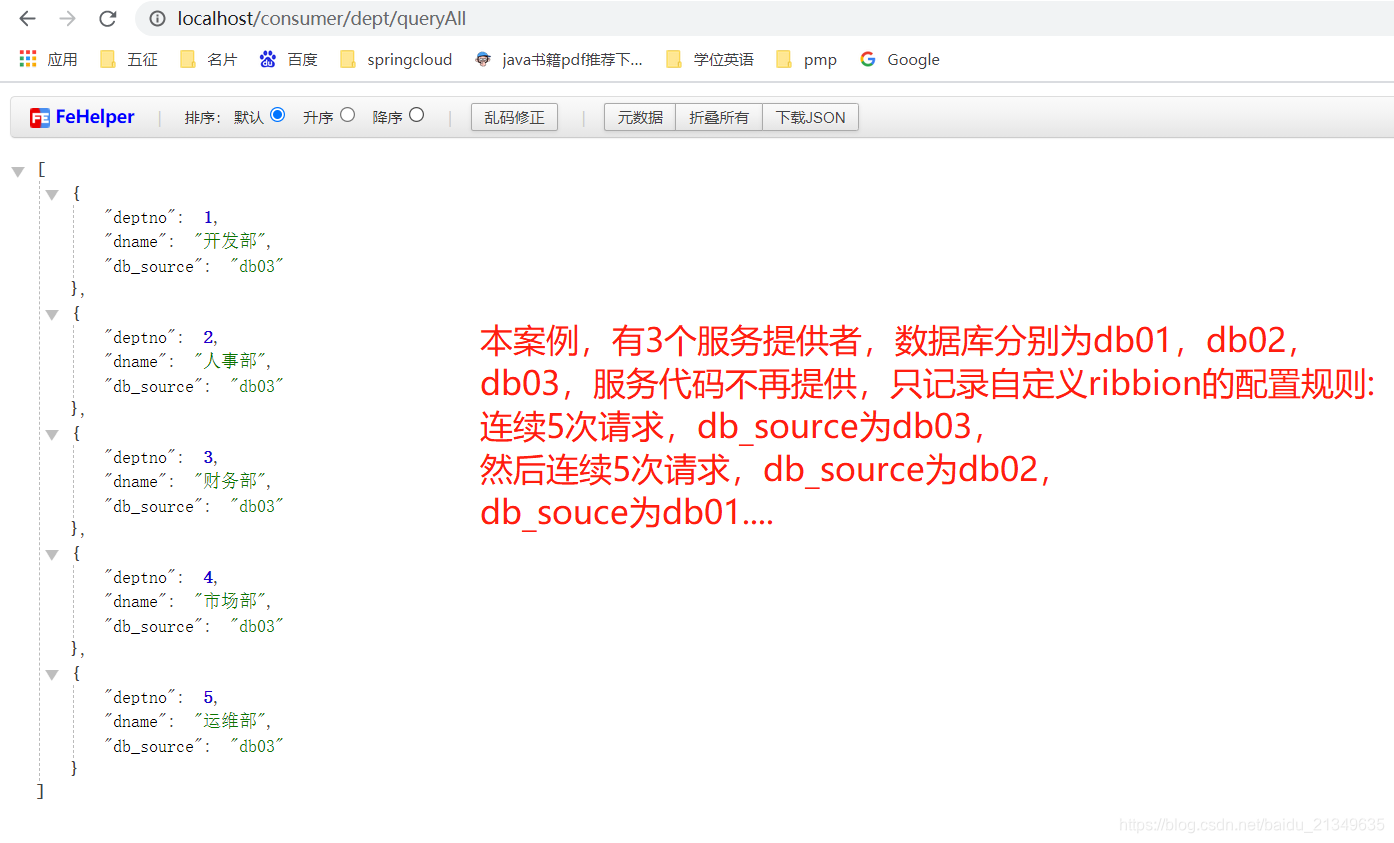 localhost/consumer/dept/queryAll
应用 五征 名片 百度 springcloud java书籍pdf推荐下... 学位英语 pmp Google
FeHelper | 排序: 默认 升序 降序 | 乱码修正 | 元数据 折叠所有 下载JSON
[
{
"deptno": 1,
"dname": "开发部",
"db_source": "db03"
},
{
"deptno": 2,
"dname": "人事部",
"db_source": "db03"
},
{
"deptno": 3,
"dname": "财务部",
"db_source": "db03"
},
{
"deptno": 4,
"dname": "市场部",
"db_source": "db03"
},
{
"deptno": 5,
"dname": "运维部",
"db_source": "db03"
}
]
本案例，有3个服务提供者，数据库分别为db01，db02，
db03，服务代码不再提供，只记录自定义ribbion的配置规则:
连续5次请求，db_source为db03，
然后连续5次请求，db_source为db02，
db_souce为db01....
https://blog.csdn.net/baidu_21349635